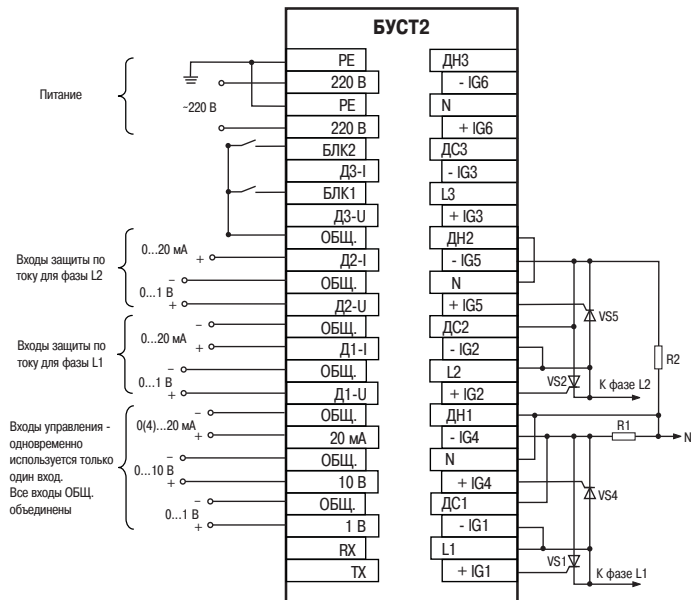 БУСТ2
Питание
~220 В
PE
220 В
PE
220 В
БЛК2
Д3-I
БЛК1
Д3-U
ОБЩ.
Д2-I
ОБЩ.
Д2-U
ОБЩ.
Д1-I
ОБЩ.
Д1-U
ОБЩ.
20 мА
ОБЩ.
10 В
ОБЩ.
1 В
RX
TX
Входы защиты по
току для фазы L2
0...20 мА
+
–
0...1 В
+
Входы защиты по
току для фазы L1
–
0...20 мА
+
–
0...1 В
+
Входы управления -
одновременно
используется только
один вход.
Все входы ОБЩ.
объединены
–
0(4)...20 мА
+
–
0...10 В
+
–
0...1 В
+
ДН3
- IG6
N
+ IG6
ДС3
- IG3
L3
+ IG3
ДН2
- IG5
N
+ IG5
ДС2
- IG2
L2
+ IG2
ДН1
- IG4
N
+ IG4
ДС1
- IG1
L1
+ IG1
VS5
R2
VS2
К фазе L2
R1
N
VS4
VS1
К фазе L1